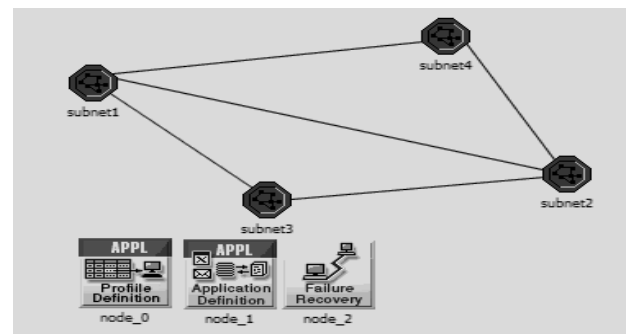 subnet4
subnet1
subnet2
subnet3
APPL
Profile
Definition
node_0
APPL
Application
Definition
node_1
Failure
Recovery
node_2